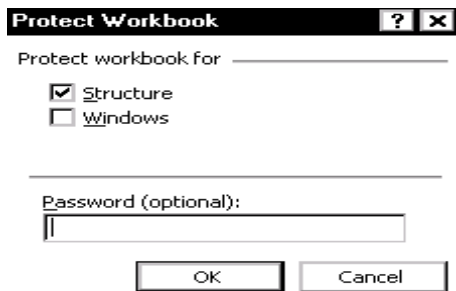 Protect Workbook ? X
Protect workbook for
Structure
Windows
Password (optional):
OK Cancel